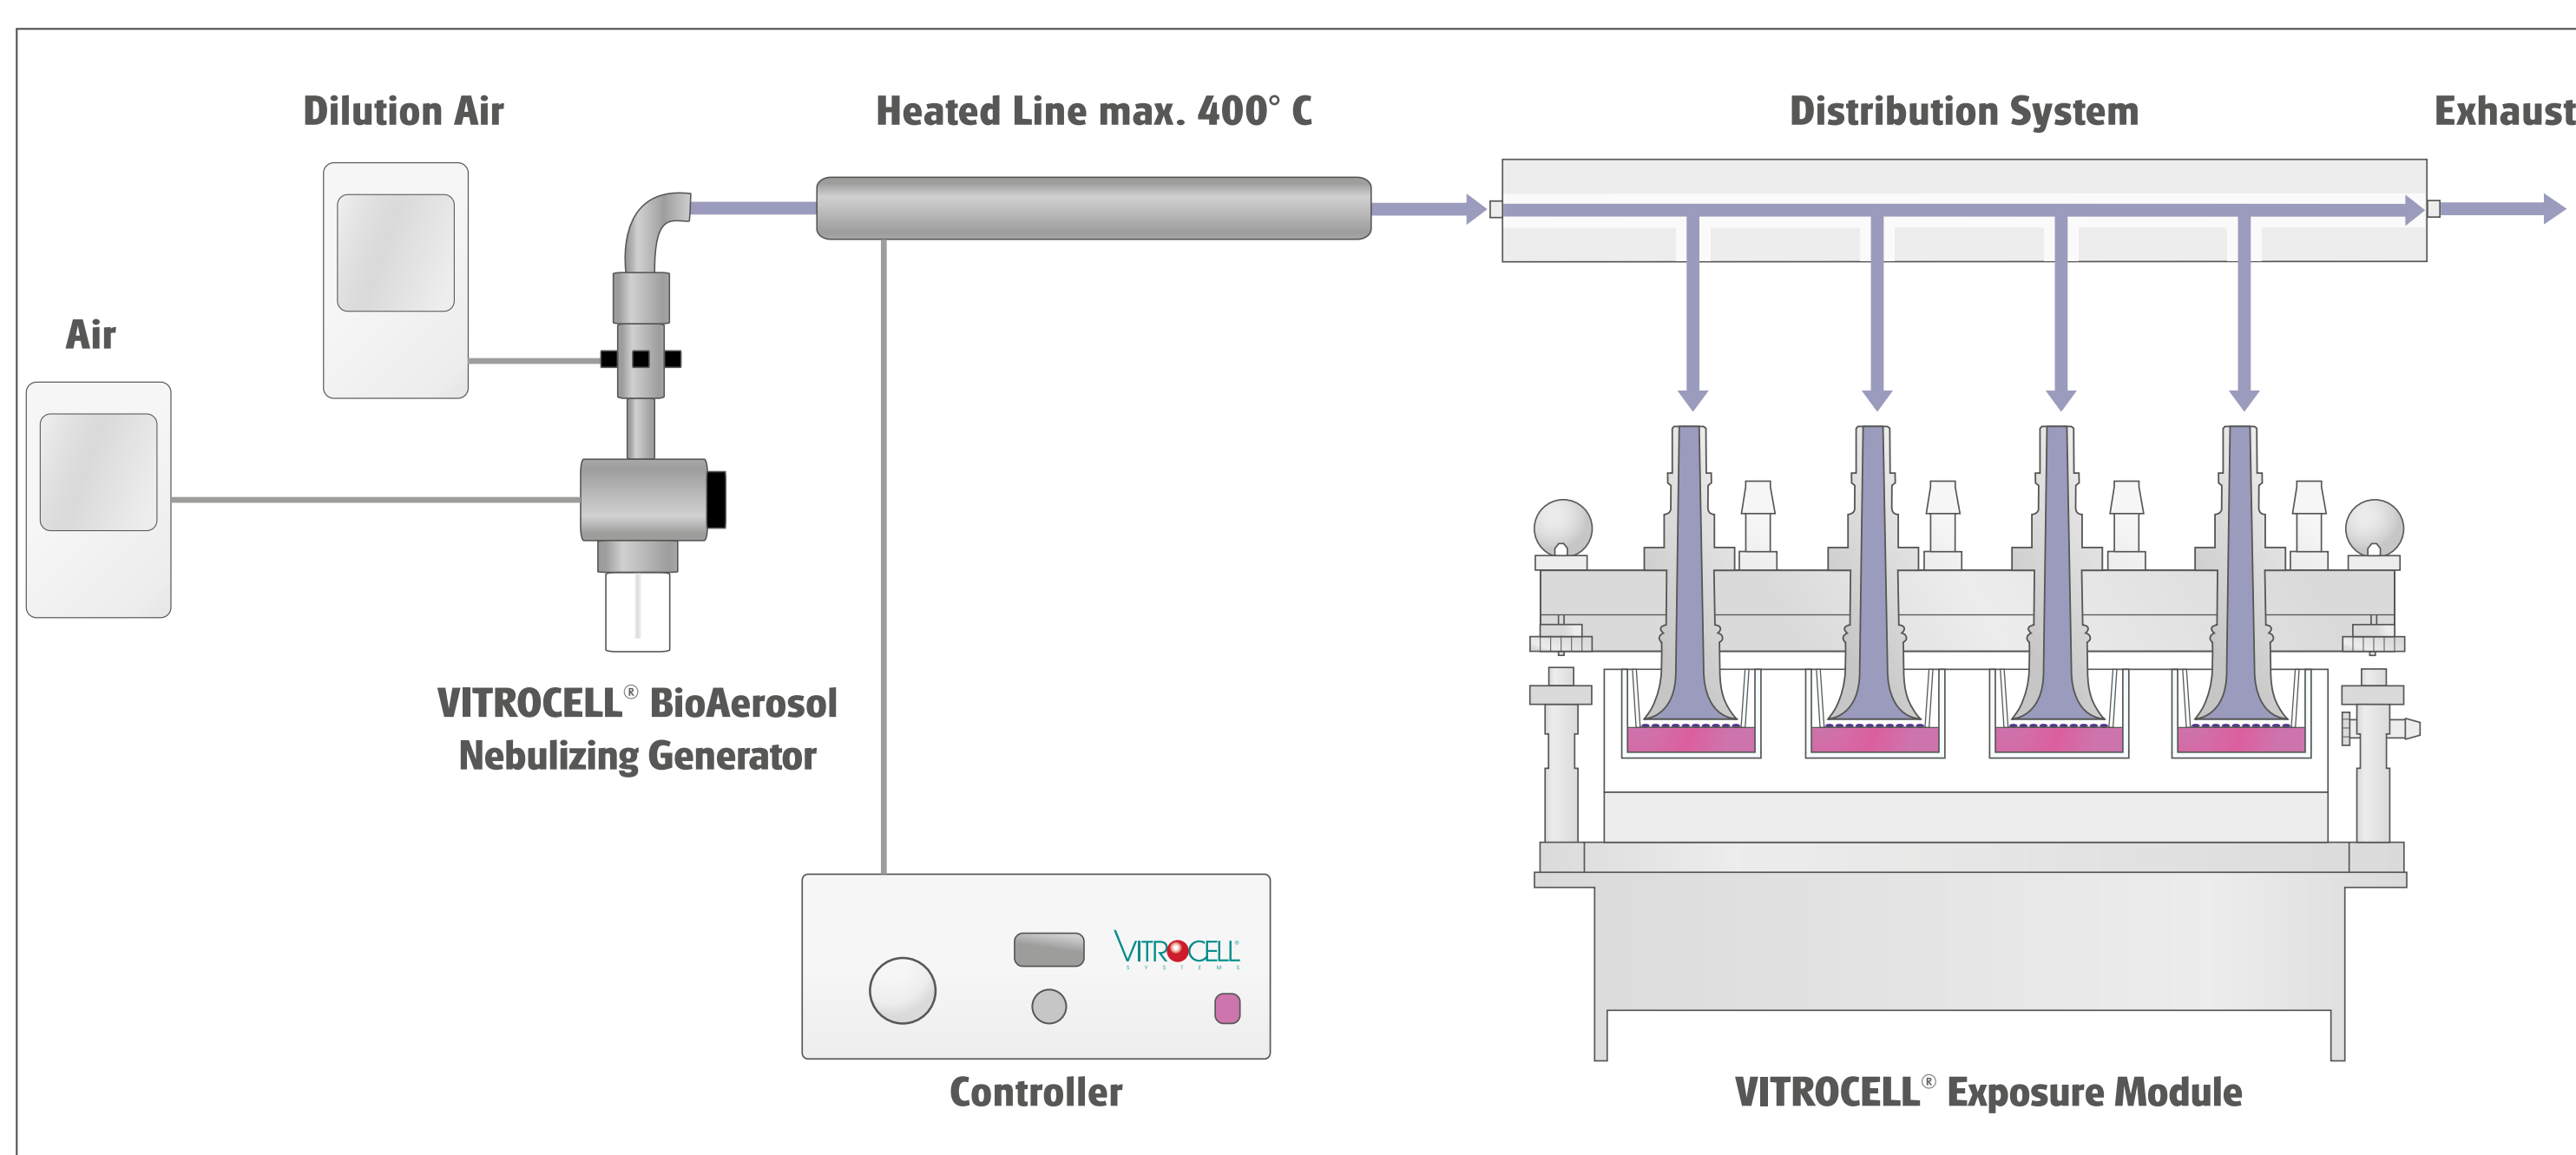 Dilution Air
Heated Line max. 400° C
Distribution System
Exhaust
Air
VITROCELL® BioAerosol
Nebulizing Generator
VITROCELL®
SYSTEMS
Controller
VITROCELL® Exposure Module